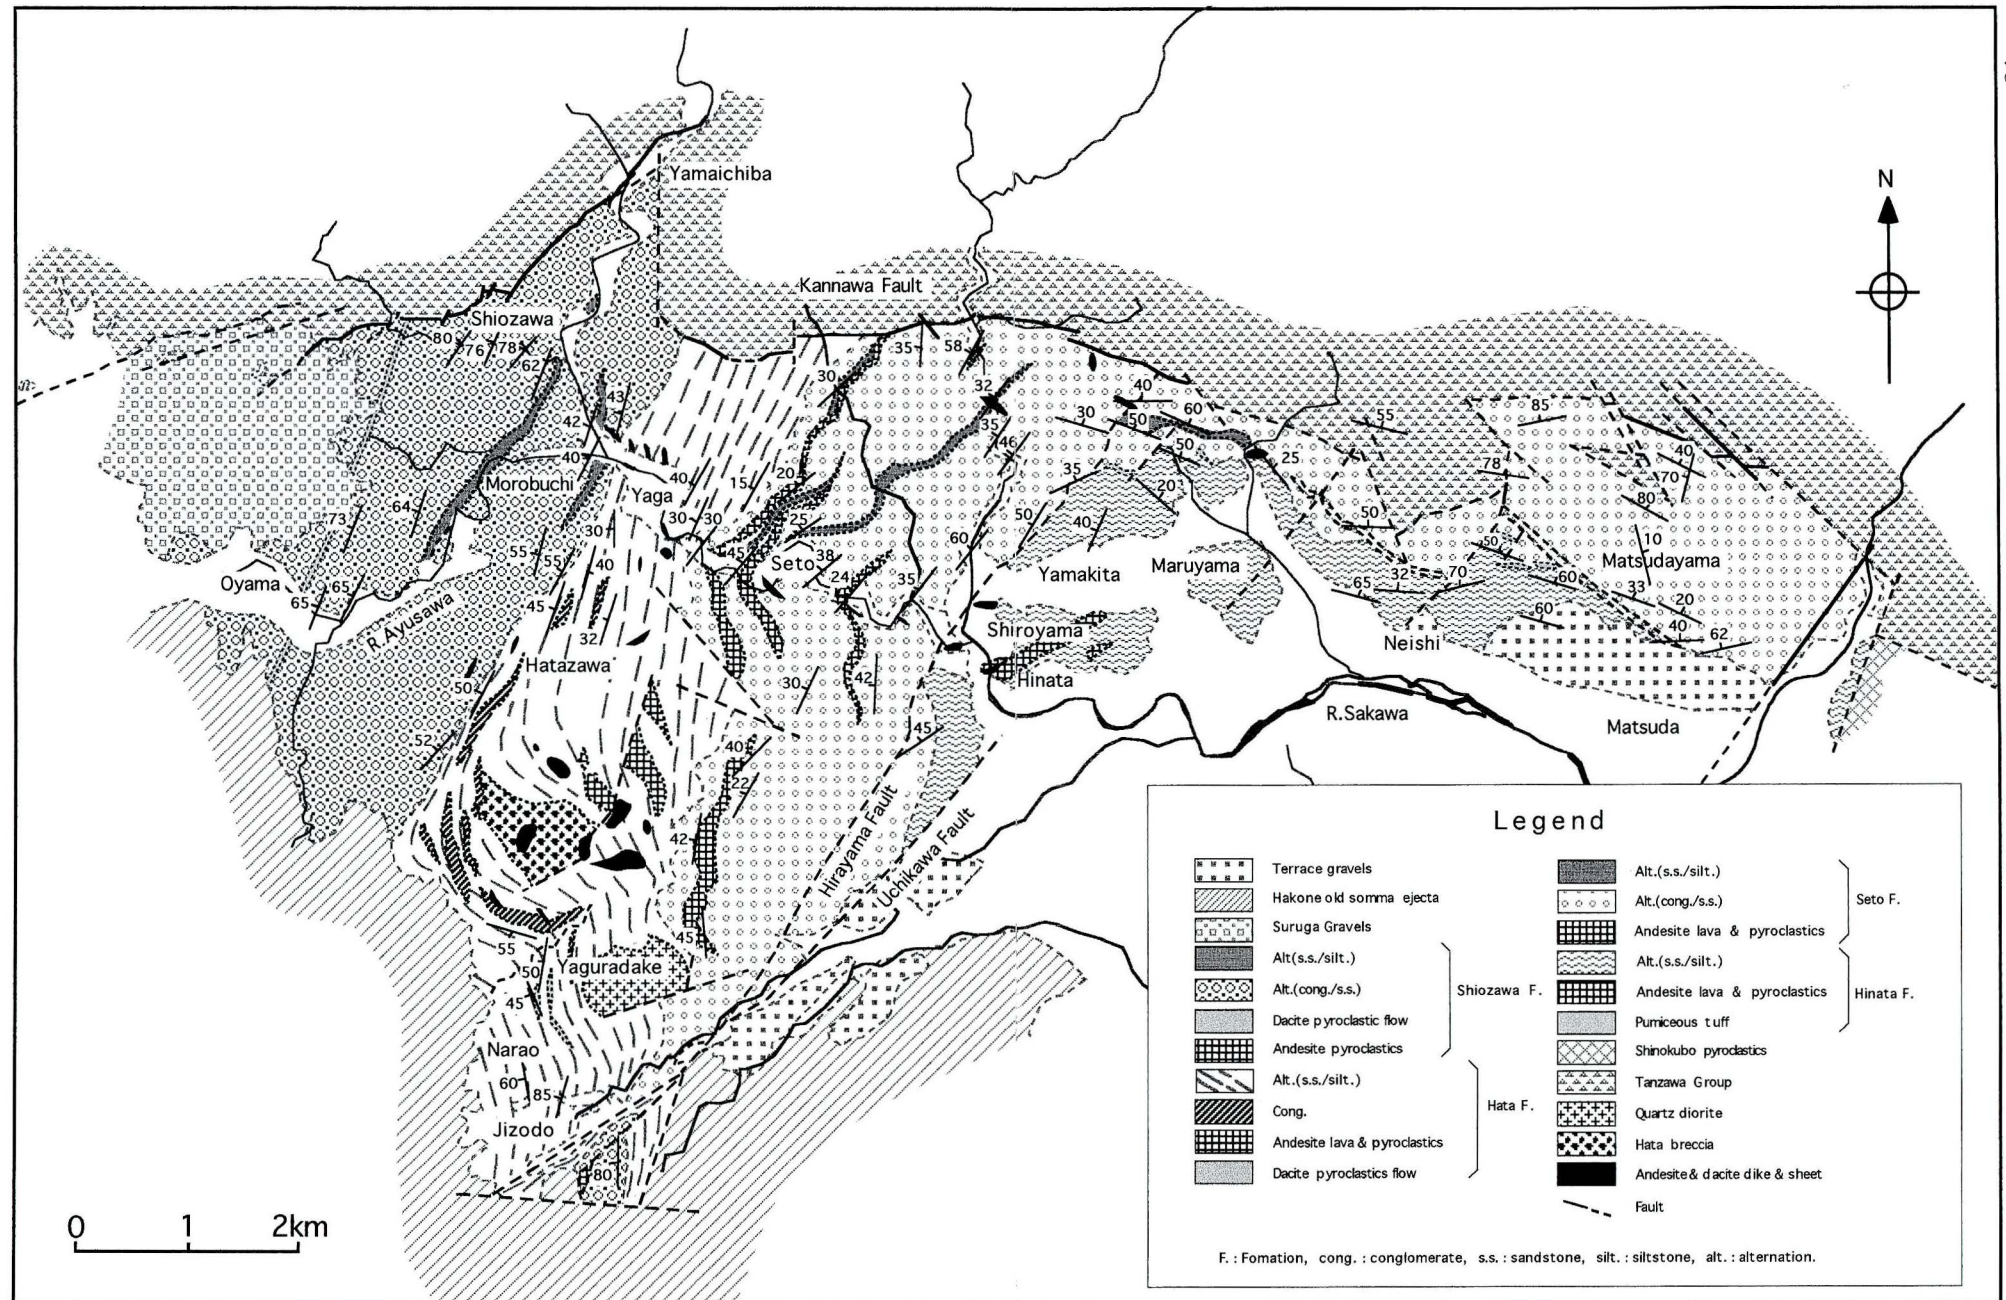 N
Yamaichiba
Kannawa Fault
Shiozawa
80
76
78
62
43
42
40
Morobuchi
Yaga
64
73
55
55
30
40
45
32
65
65
Oyama
R.Ayusawa
Hatazawa
50
52
40
30
30
15
20
25
45
Seto
38
24
35
30
35
58
32
35
46
30
40
60
50
50
35
20
25
50
40
60
Yamakita
Maruyama
Shiroyama
Hinata
30
42
45
40
22
42
45
Hirayama Fault
Uchikawa Fault
55
50
45
Yaguradake
Narao
60
85
Jizodo
80
55
85
78
40
70
80
50
50
10
Matsudayama
65
32
70
60
33
20
60
40
62
Neishi
R.Sakawa
Matsuda
0 1 2km
Legend
Terrace gravels
Hakone old somma ejecta
Suruga Gravels
Alt(s.s./silt.)
Alt.(cong./s.s.)
Dacite pyroclastic flow
Andesite pyroclastics
Shiozawa F.
Alt.(s.s./silt.)
Cong.
Andesite lava & pyroclastics
Dacite pyroclastics flow
Hata F.
Alt.(s.s./silt.)
Alt.(cong./s.s.)
Andesite lava & pyroclastics
Seto F.
Alt.(s.s./silt.)
Andesite lava & pyroclastics
Pumiceous tuff
Hinata F.
Shinokubo pyroclastics
Tanzawa Group
Quartz diorite
Hata breccia
Andesite & dacite dike & sheet
Fault
F. : Fomation, cong. : conglomerate, s.s. : sandstone, silt. : siltstone, alt. : alternation.